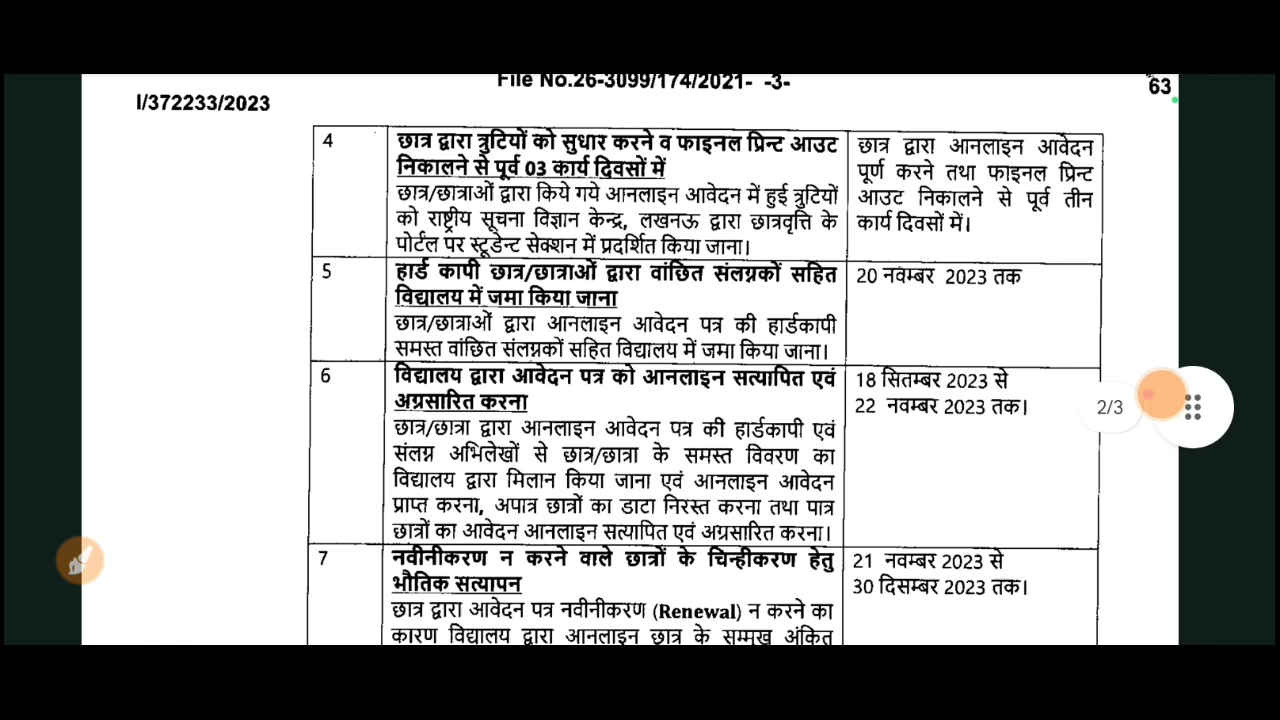 File No.26-3099/174/2021- -3-
63
I/372233/2023
4
छात्र द्वारा त्रुटियों को सुधार करने व फाइनल प्रिन्ट आउट
निकालने से पूर्व 03 कार्य दिवसों में
छात्र/छात्राओं द्वारा किये गये आनलाइन आवेदन में हुई त्रुटियों
को राष्ट्रीय सूचना विज्ञान केन्द्र, लखनऊ द्वारा छात्रवृत्ति के
पोर्टल पर स्टूडेन्ट सेक्शन में प्रदर्शित किया जाना।
छात्र द्वारा आनलाइन आवेदन
पूर्ण करने तथा फाइनल प्रिन्ट
आउट निकालने से पूर्व तीन
कार्य दिवसों में।
5
हार्ड कापी छात्र/छात्राओं द्वारा वांछित संलग्नकों सहित
विद्यालय में जमा किया जाना
छात्र/छात्राओं द्वारा आनलाइन आवेदन पत्र की हार्डकापी
समस्त वांछित संलग्नकों सहित विद्यालय में जमा किया जाना।
20 नवम्बर 2023 तक
6
विद्यालय द्वारा आवेदन पत्र को आनलाइन सत्यापित एवं
अग्रसारित करना
छात्र/छात्रा द्वारा आनलाइन आवेदन पत्र की हार्डकापी एवं
संलग्न अभिलेखों से छात्र/छात्रा के समस्त विवरण का
विद्यालय द्वारा मिलान किया जाना एवं आनलाइन आवेदन
प्राप्त करना, अपात्र छात्रों का डाटा निरस्त करना तथा पात्र
छात्रों का आवेदन आनलाइन सत्यापित एवं अग्रसारित करना।
18 सितम्बर 2023 से
22 नवम्बर 2023 तक।
2/3
7
नवीनीकरण न करने वाले छात्रों के चिन्हीकरण हेतु
भौतिक सत्यापन
छात्र द्वारा आवेदन पत्र नवीनीकरण (Renewal) न करने का
कारण विद्यालय द्वारा आनलाइन छात्र के सम्मुख अंकित
21 नवम्बर 2023 से
30 दिसम्बर 2023 तक।